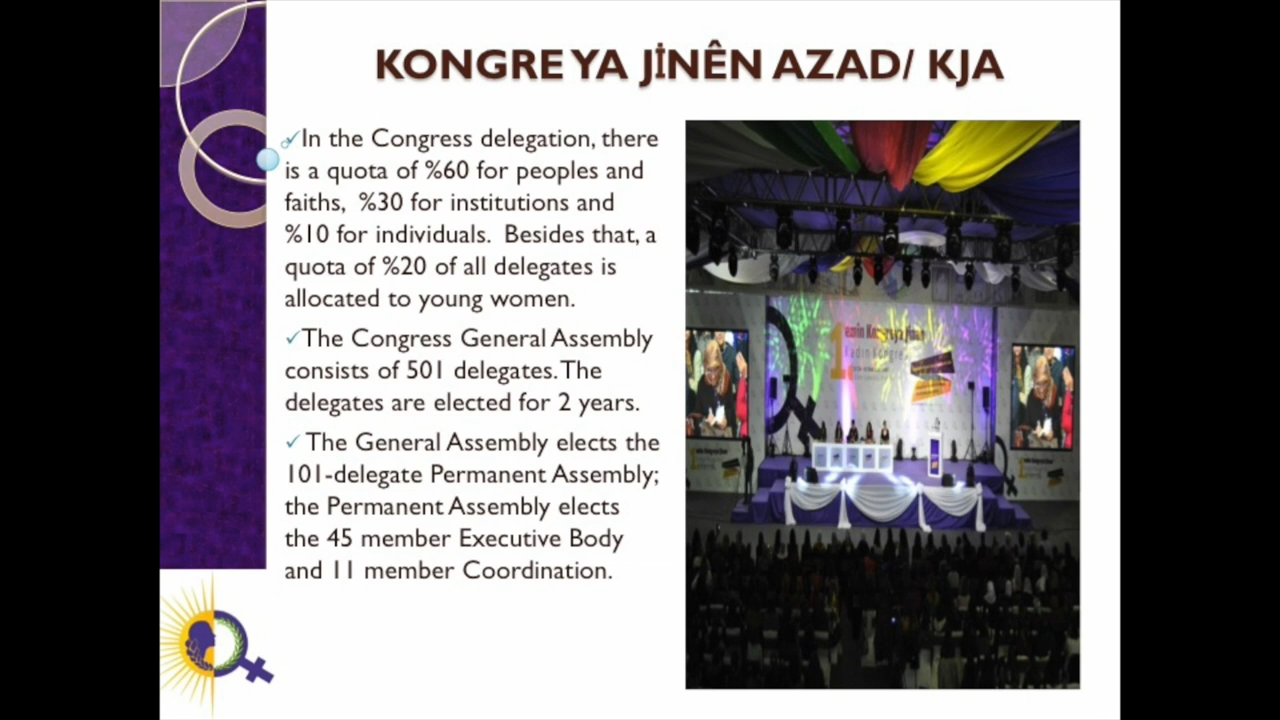 KONGRE YA JİNÊN AZAD/ KJA
✓In the Congress delegation, there
is a quota of %60 for peoples and
faiths, %30 for institutions and
%10 for individuals. Besides that, a
quota of %20 of all delegates is
allocated to young women.
✓The Congress General Assembly
consists of 501 delegates. The
delegates are elected for 2 years.
✓ The General Assembly elects the
101-delegate Permanent Assembly;
the Permanent Assembly elects
the 45 member Executive Body
and 11 member Coordination.
1.
Kadın Kongre